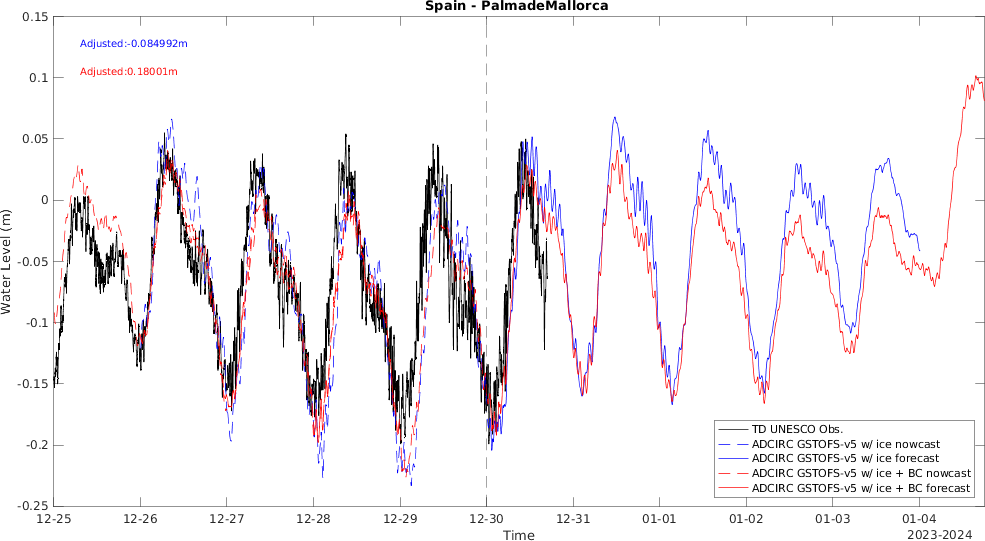 Spain - PalmadeMallorca
0.15
0.1
0.05
0
-0.05
-0.1
-0.15
-0.2
-0.25
Water Level (m)
Adjusted:-0.084992m
Adjusted:0.18001m
TD UNESCO Obs.
ADCIRC GSTOFS-v5 w/ ice nowcast
ADCIRC GSTOFS-v5 w/ ice forecast
ADCIRC GSTOFS-v5 w/ ice + BC nowcast
ADCIRC GSTOFS-v5 w/ ice + BC forecast
12-25 12-26 12-27 12-28 12-29 12-30 12-31 01-01 01-02 01-03 01-04
Time
2023-2024